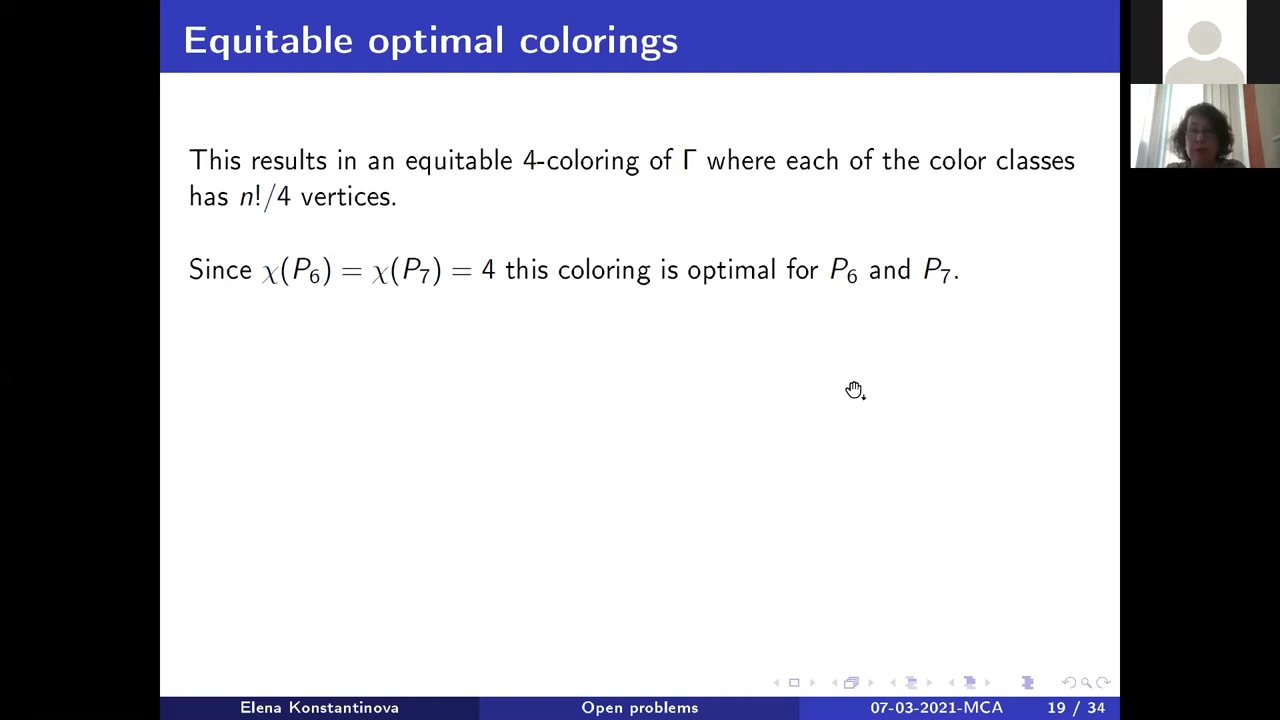 Equitable optimal colorings
This results in an equitable 4-coloring of Γ where each of the color classes
has n!/4 vertices.
Since χ(P₆) = χ(P₇) = 4 this coloring is optimal for P₆ and P₇.
Elena Konstantinova
Open problems
07-03-2021-MCA
19 / 34